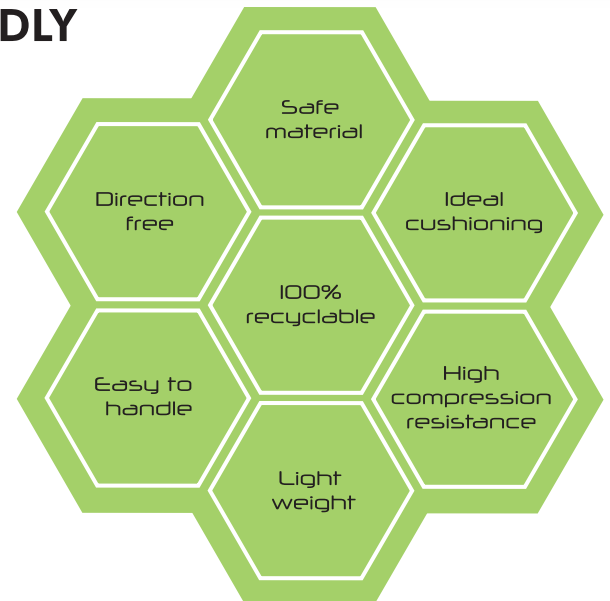 DLY
Safe
material
Direction
free
Ideal
cushioning
100%
recyclable
Easy to
handle
High
compression
resistance
Light
weight